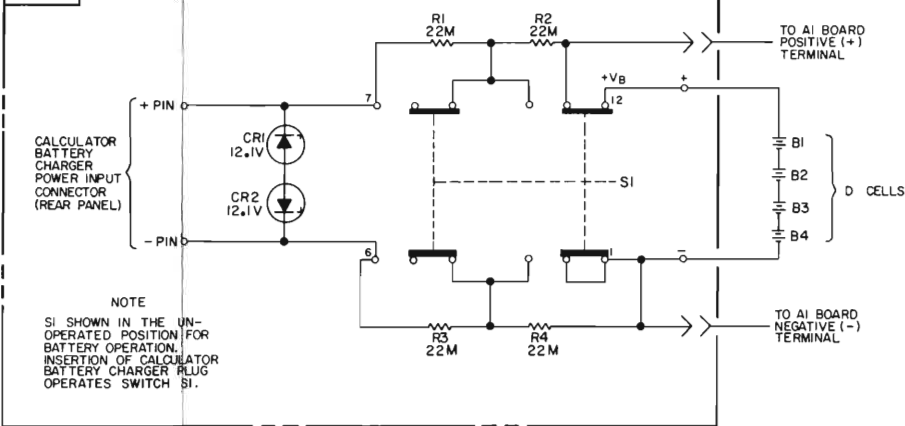 R1
22M
R2
22M
TO A1 BOARD
POSITIVE (+)
TERMINAL
+VB
12
+
7
+ PIN
CALCULATOR
BATTERY
CHARGER
POWER INPUT
CONNECTOR
(REAR PANEL)
CR1
12.1V
+
CR2
12.1V
+
S1
B1
B2
B3
B4
D CELLS
- PIN
6
1
-
NOTE
S1 SHOWN IN THE UN-
OPERATED POSITION FOR
BATTERY OPERATION.
INSERTION OF CALCULATOR
BATTERY CHARGER PLUG
OPERATES SWITCH S1.
R3
22M
R4
22M
TO A1 BOARD
NEGATIVE (-)
TERMINAL